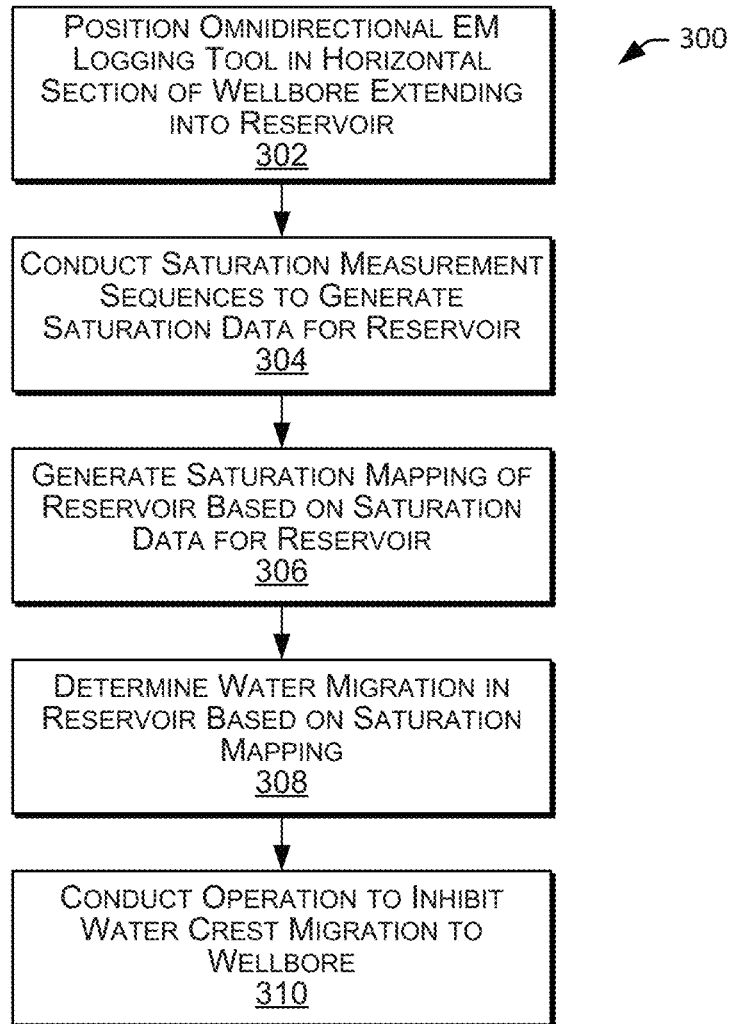 POSITION OMNIDIRECTIONAL EM
LOGGING TOOL IN HORIZONTAL
SECTION OF WELLBORE EXTENDING
INTO RESERVOIR
302
300
CONDUCT SATURATION MEASUREMENT
SEQUENCES TO GENERATE
SATURATION DATA FOR RESERVOIR
304
GENERATE SATURATION MAPPING OF
RESERVOIR BASED ON SATURATION
DATA FOR RESERVOIR
306
DETERMINE WATER MIGRATION IN
RESERVOIR BASED ON SATURATION
MAPPING
308
CONDUCT OPERATION TO INHIBIT
WATER CREST MIGRATION TO
WELLBORE
310